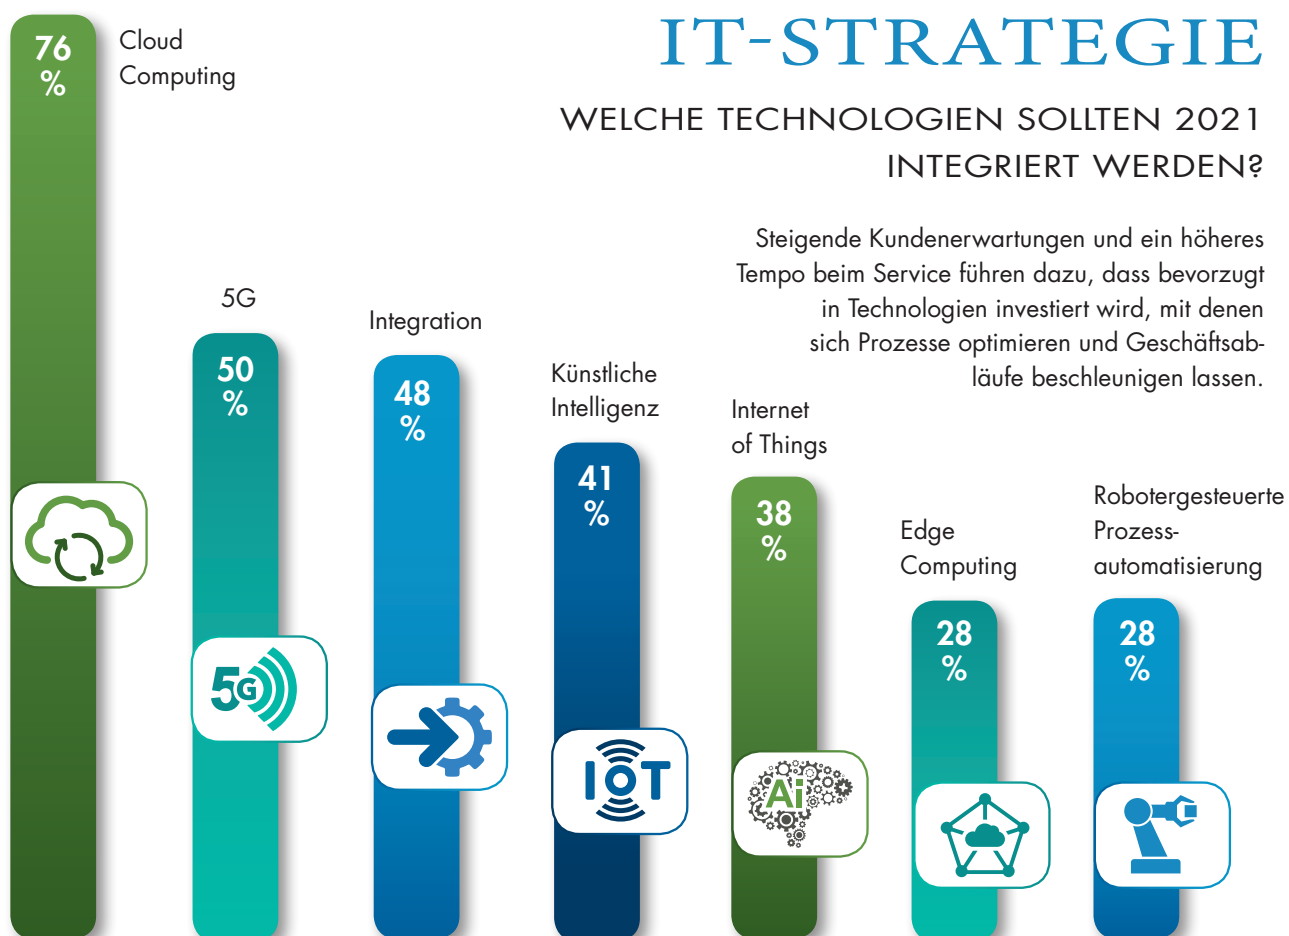 IT-STRATEGIE
WELCHE TECHNOLOGIEN SOLLTEN 2021
INTEGRIERT WERDEN?
Steigende Kundenerwartungen und ein höheres
Tempo beim Service führen dazu, dass bevorzugt
in Technologien investiert wird, mit denen
sich Prozesse optimieren und Geschäftsab-
läufe beschleunigen lassen.
Cloud
Computing
76
%
5G
50
%
5G
Integration
48
%
Künstliche
Intelligenz
41
%
IoT
Internet
of Things
38
%
Ai
Edge
Computing
28
%
Robotergesteuerte
Prozess-
automatisierung
28
%